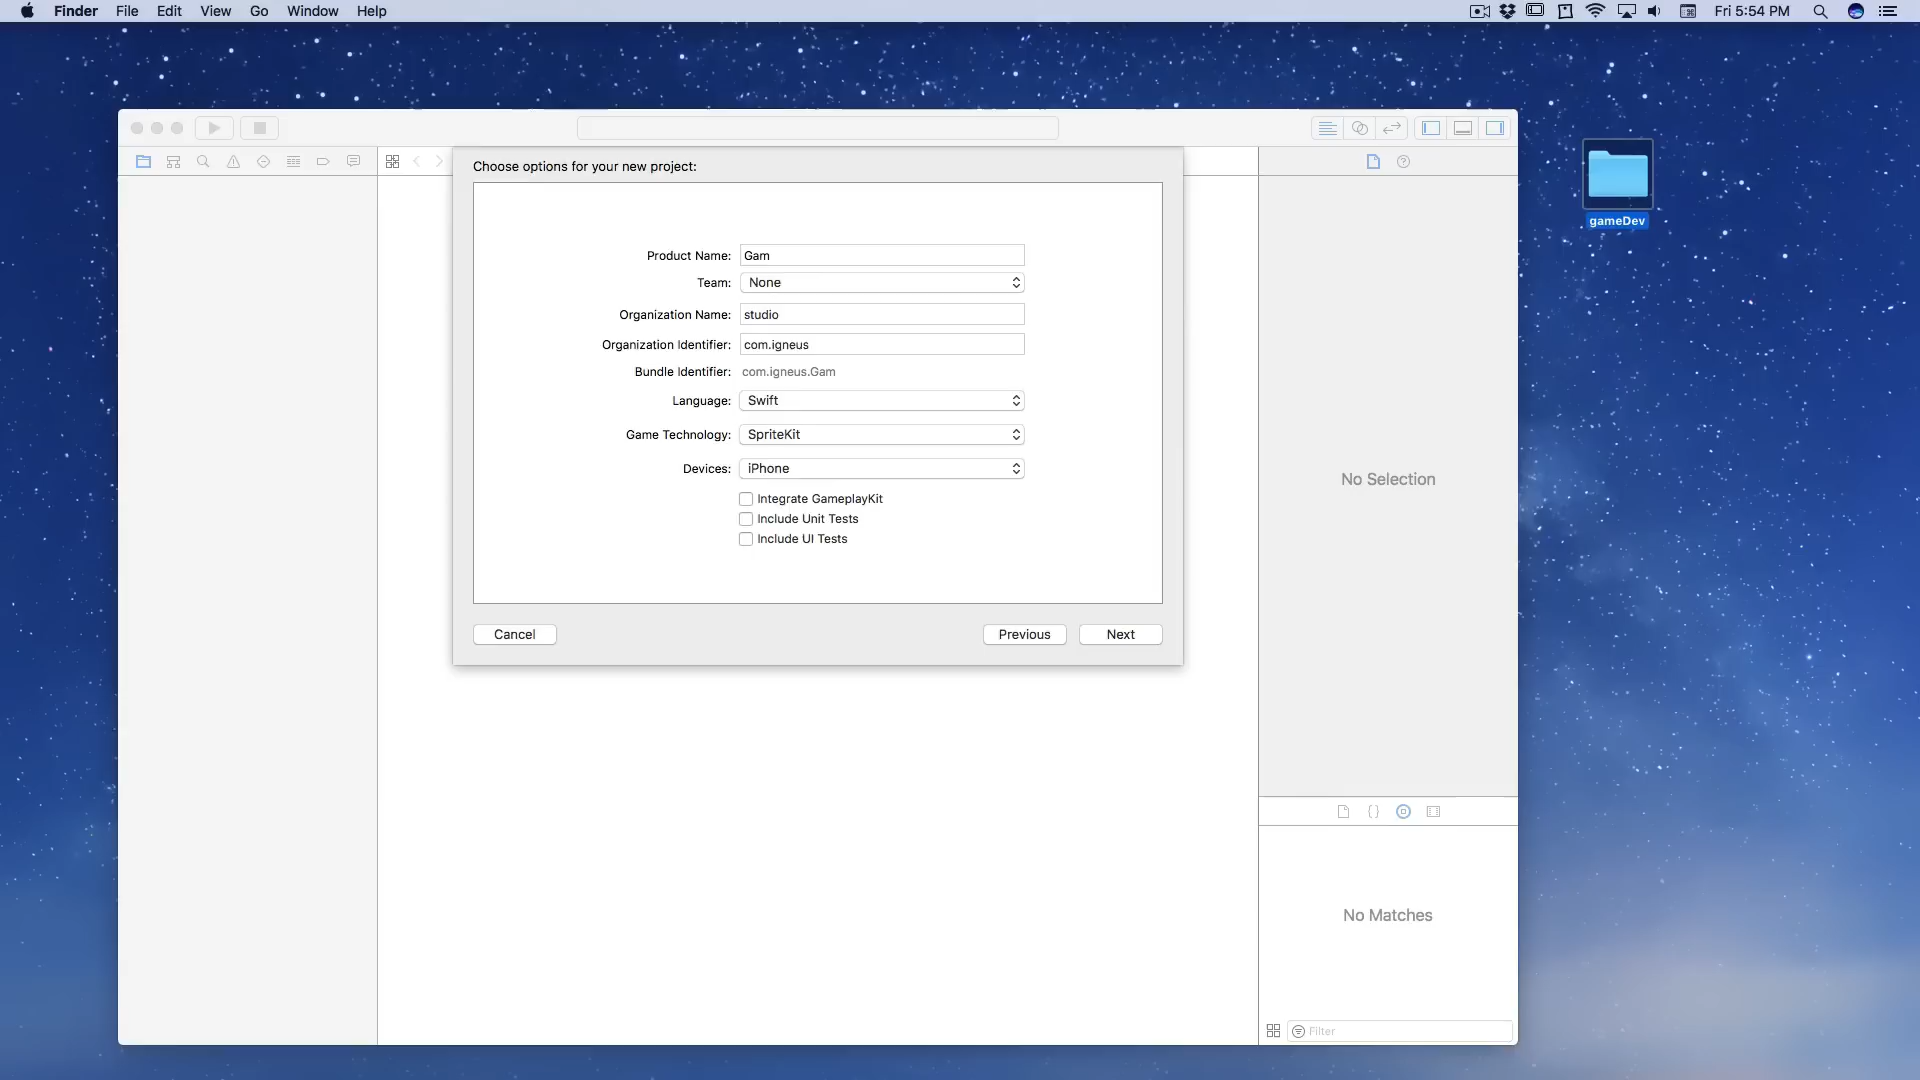 Finder File Edit View Go Window Help Fri 5:54 PM
Choose options for your new project:
gameDev
Product Name: Gam
Team: None
Organization Name: studio
Organization Identifier: com.igneus
Bundle Identifier: com.igneus.Gam
Language: Swift
Game Technology: SpriteKit
Devices: iPhone
Integrate GameplayKit
Include Unit Tests
Include UI Tests
Cancel Previous Next
No Selection
No Matches
Filter